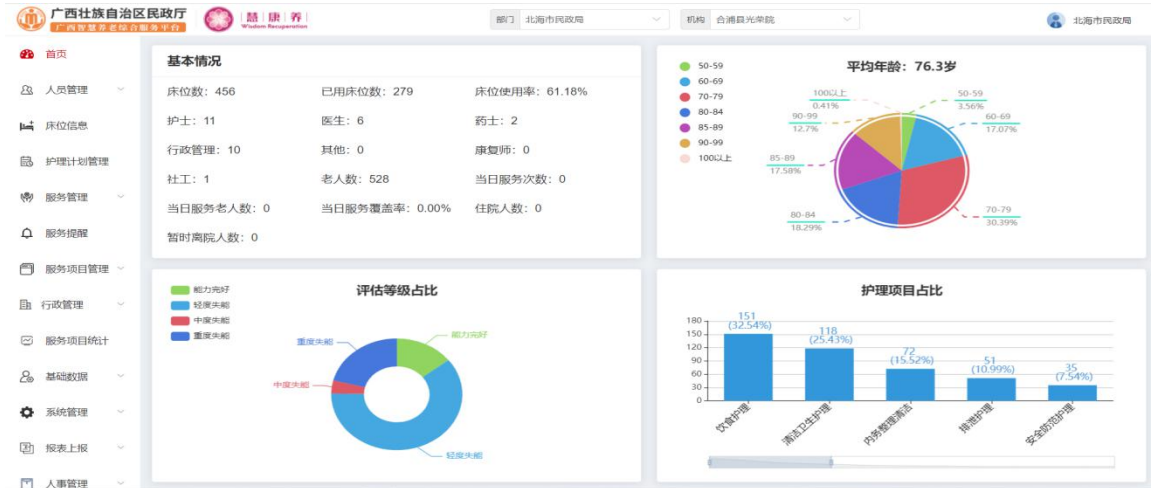 广西壮族自治区民政厅
广西智慧养老综合服务平台
慧 康 养
Wisdom Recuperation
部门 北海市民政局
机构 合浦县光荣院
北海市民政局
首页
人员管理
床位信息
护理计划管理
服务管理
服务提醒
服务项目管理
行政管理
服务项目统计
基础数据
系统管理
报表上报
人事管理
基本情况
床位数：456 已用床位数：279 床位使用率：61.18%
护士：11 医生：6 药士：2
行政管理：10 其他：0 康复师：0
社工：1 老人数：528 当日服务次数：0
当日服务老人数：0 当日服务覆盖率：0.00% 住院人数：0
暂时离院人数：0
平均年龄：76.3岁
50-59
60-69
70-79
80-84
85-89
90-99
100以上
100以上
0.41%
50-59
3.56%
90-99
12.7%
60-69
17.07%
85-89
17.58%
70-79
30.39%
80-84
18.29%
评估等级占比
能力完好
轻度失能
中度失能
重度失能
重度失能
能力完好
中度失能
轻度失能
护理项目占比
180
150
120
90
60
30
0
151
(32.54%)
118
(25.43%)
72
(15.52%)
51
(10.99%)
35
(7.54%)
饮食护理
清洁卫生护理
内务整理清洁
排泄护理
安全防范护理